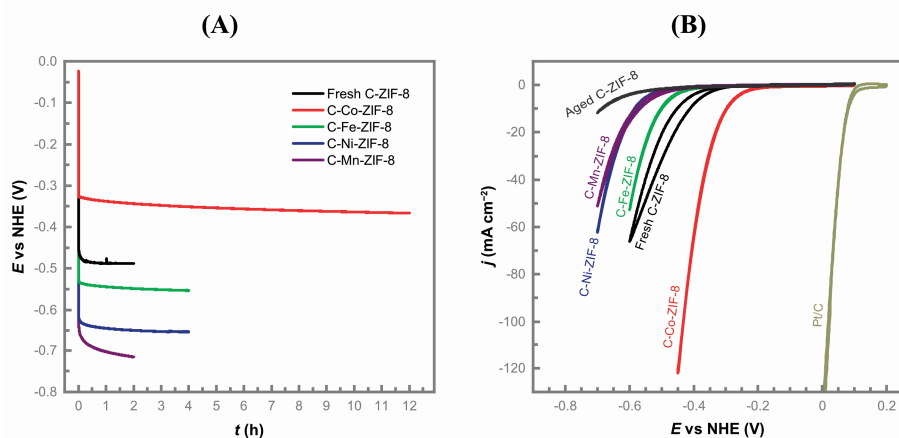 (A)
(B)
0.0
-0.1
-0.2
-0.3
-0.4
-0.5
-0.6
-0.7
-0.8
E vs NHE (V)
Fresh C-ZIF-8
C-Co-ZIF-8
C-Fe-ZIF-8
C-Ni-ZIF-8
C-Mn-ZIF-8
0 1 2 3 4 5 6 7 8 9 10 11 12
t (h)
0
-20
-40
-60
-80
-100
-120
j (mA cm⁻²)
Aged C-ZIF-8
C-Mn-ZIF-8
C-Ni-ZIF-8
C-Fe-ZIF-8
Fresh C-ZIF-8
C-Co-ZIF-8
Pt/C
-0.8 -0.6 -0.4 -0.2 0 0.2
E vs NHE (V)